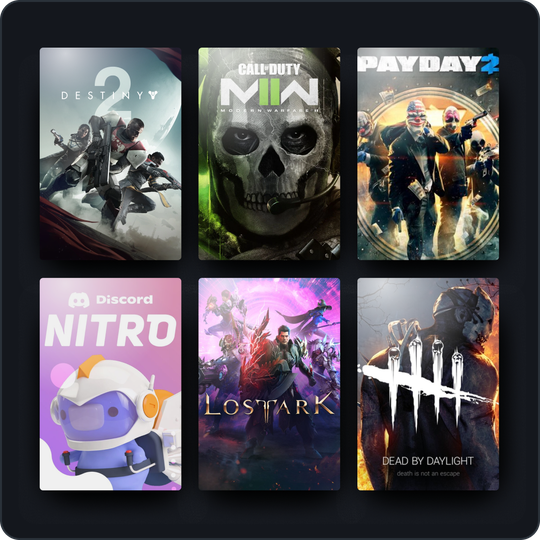 2
DESTINY
CALL OF DUTY
MWII
MODERN WARFARE II
PAYDAY 2
Discord
NITRO
LOST ARK
DEAD BY DAYLIGHT
death is not an escape